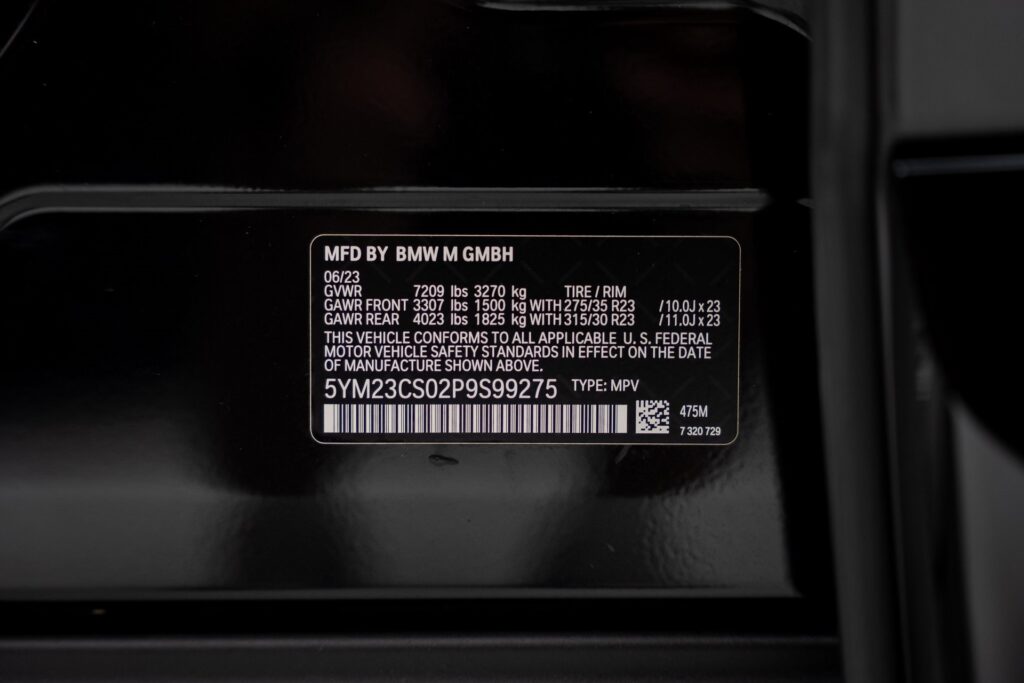 MFD BY BMW M GMBH
06/23
GVWR 7209 lbs 3270 kg TIRE / RIM
GAWR FRONT 3307 lbs 1500 kg WITH 275/35 R23 /10.0J x 23
GAWR REAR 4023 lbs 1825 kg WITH 315/30 R23 /11.0J x 23
THIS VEHICLE CONFORMS TO ALL APPLICABLE U. S. FEDERAL
MOTOR VEHICLE SAFETY STANDARDS IN EFFECT ON THE DATE
OF MANUFACTURE SHOWN ABOVE.
5YM23CS02P9S99275 TYPE: MPV
475M
7 320 729